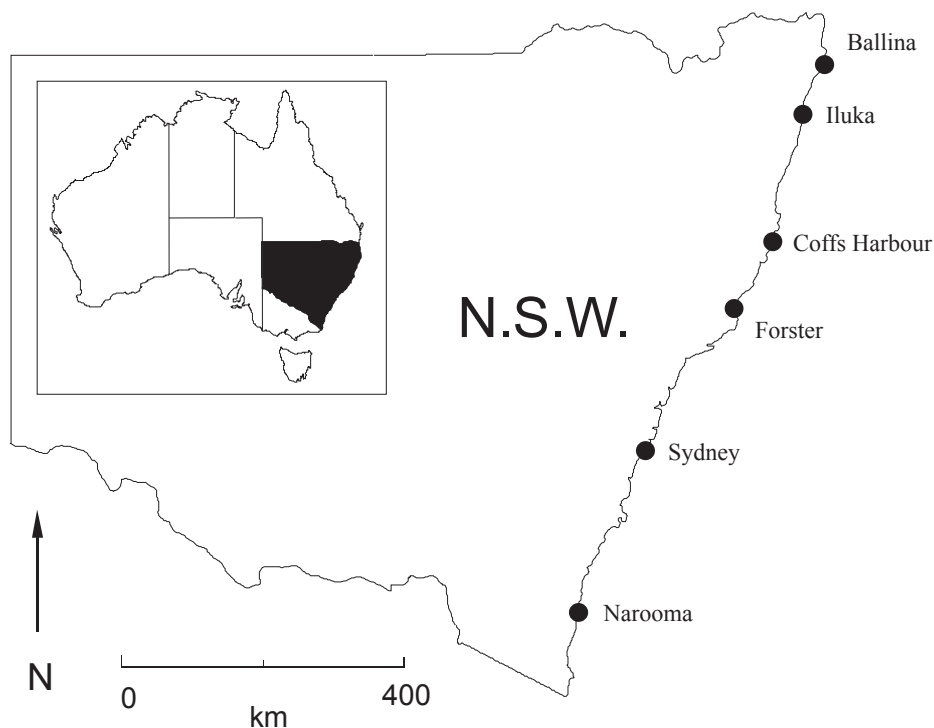 Ballina
Iluka
Coffs Harbour
N.S.W.
Forster
Sydney
Narooma
N
0 400
km